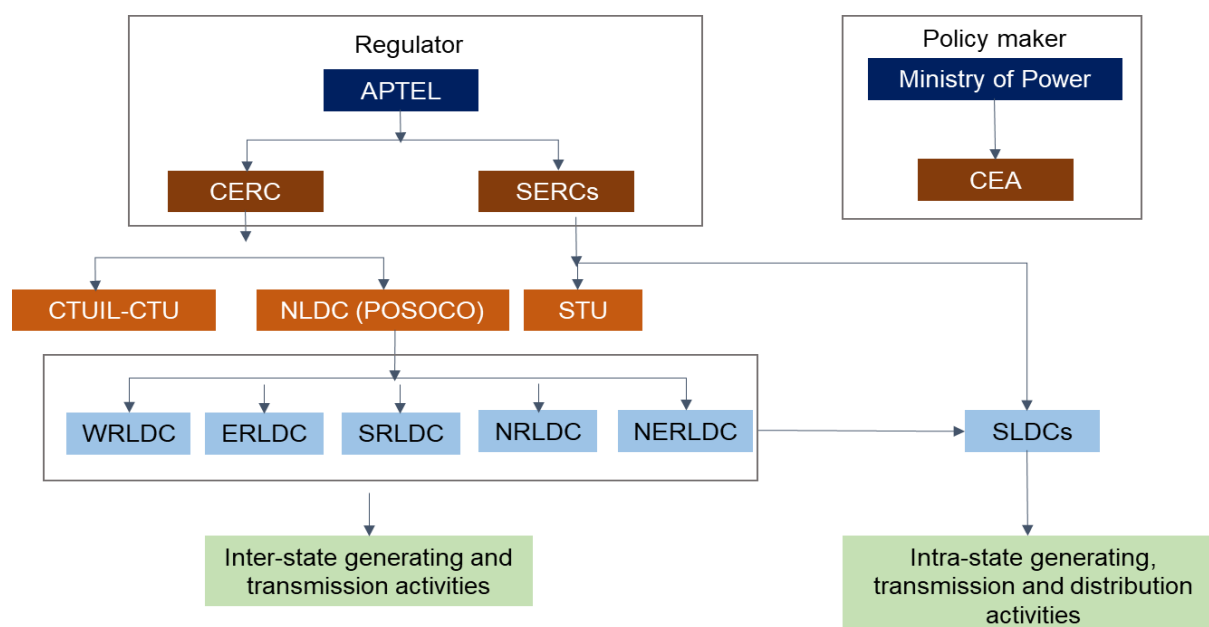 Regulator
Policy maker
APTEL
Ministry of Power
CERC
SERCs
CEA
CTUIL-CTU
NLDC (POSOCO)
STU
WRLDC
ERLDC
SRLDC
NRLDC
NERLDC
SLDCs
Inter-state generating and
transmission activities
Intra-state generating,
transmission and distribution
activities